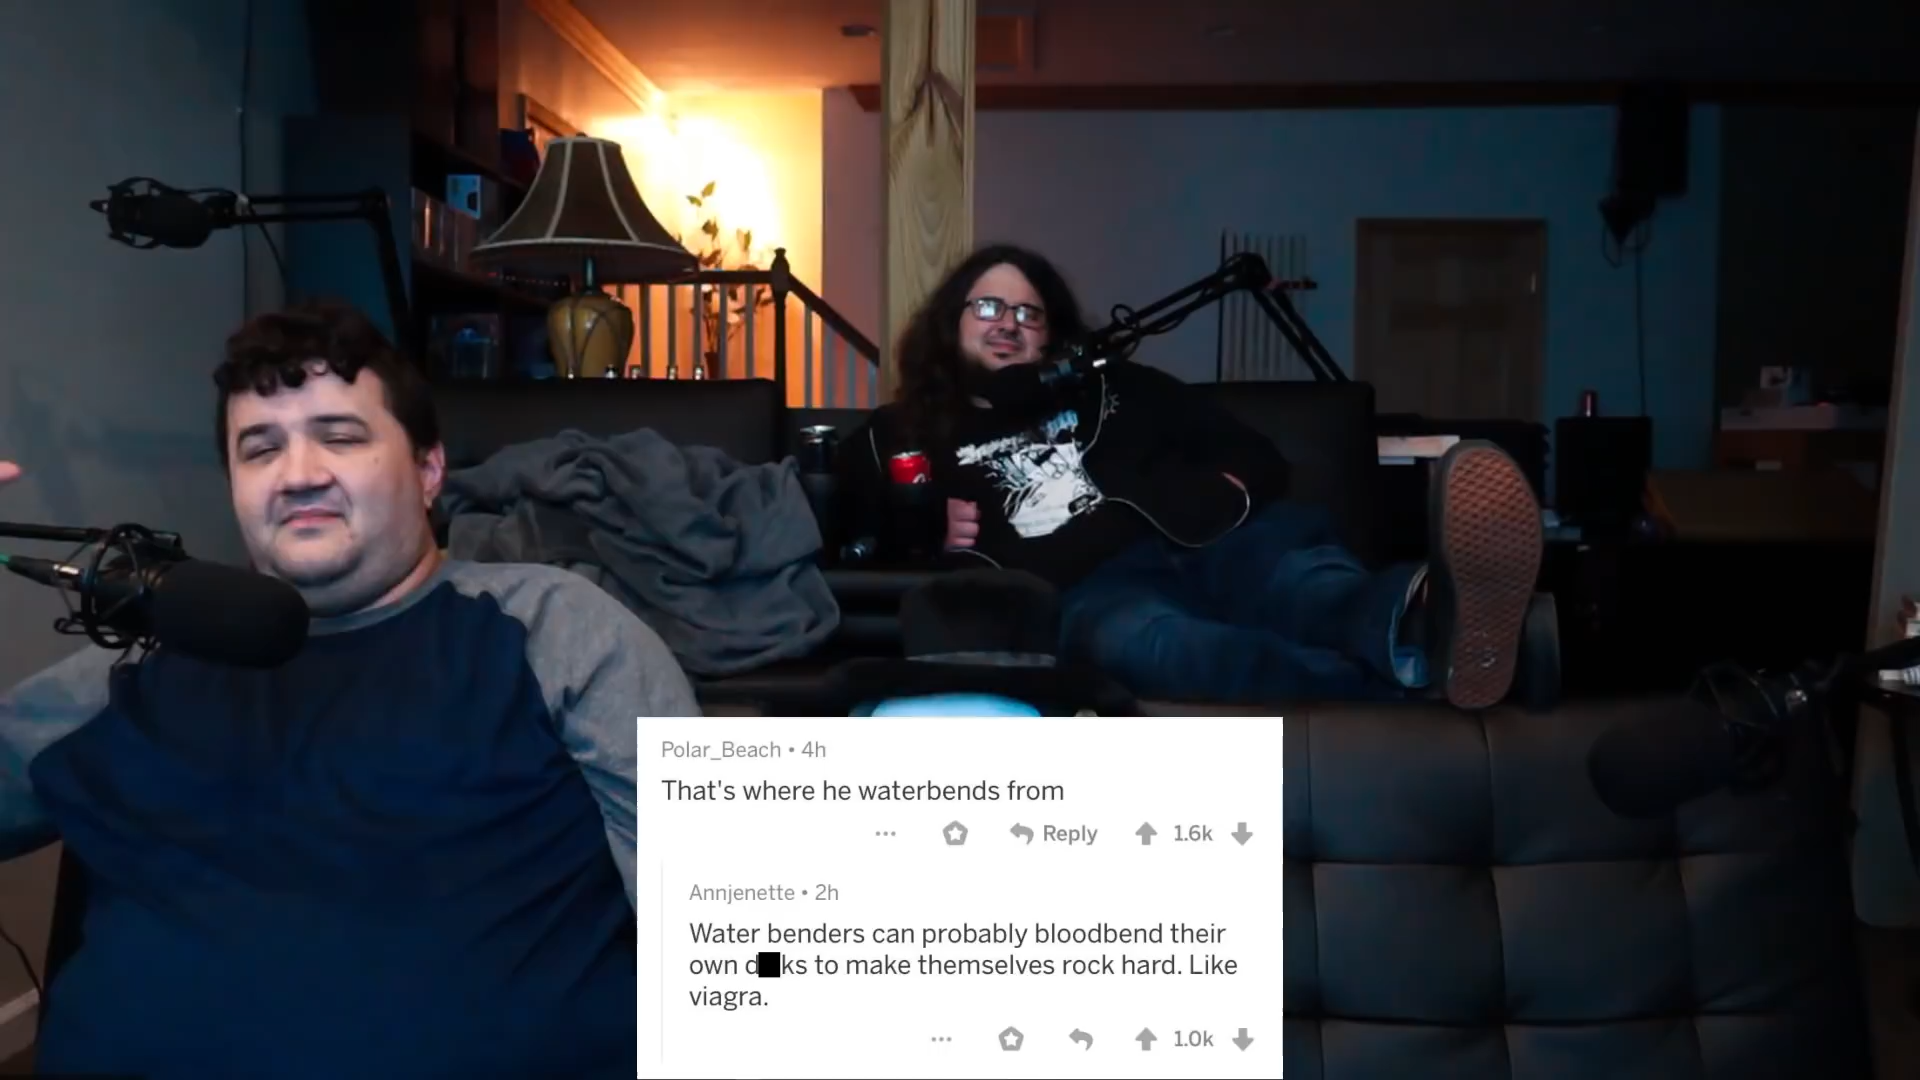 Polar_Beach • 4h
That's where he waterbends from
Reply 1.6k
Annjenette • 2h
Water benders can probably bloodbend their
own d ks to make themselves rock hard. Like
viagra.
1.0k